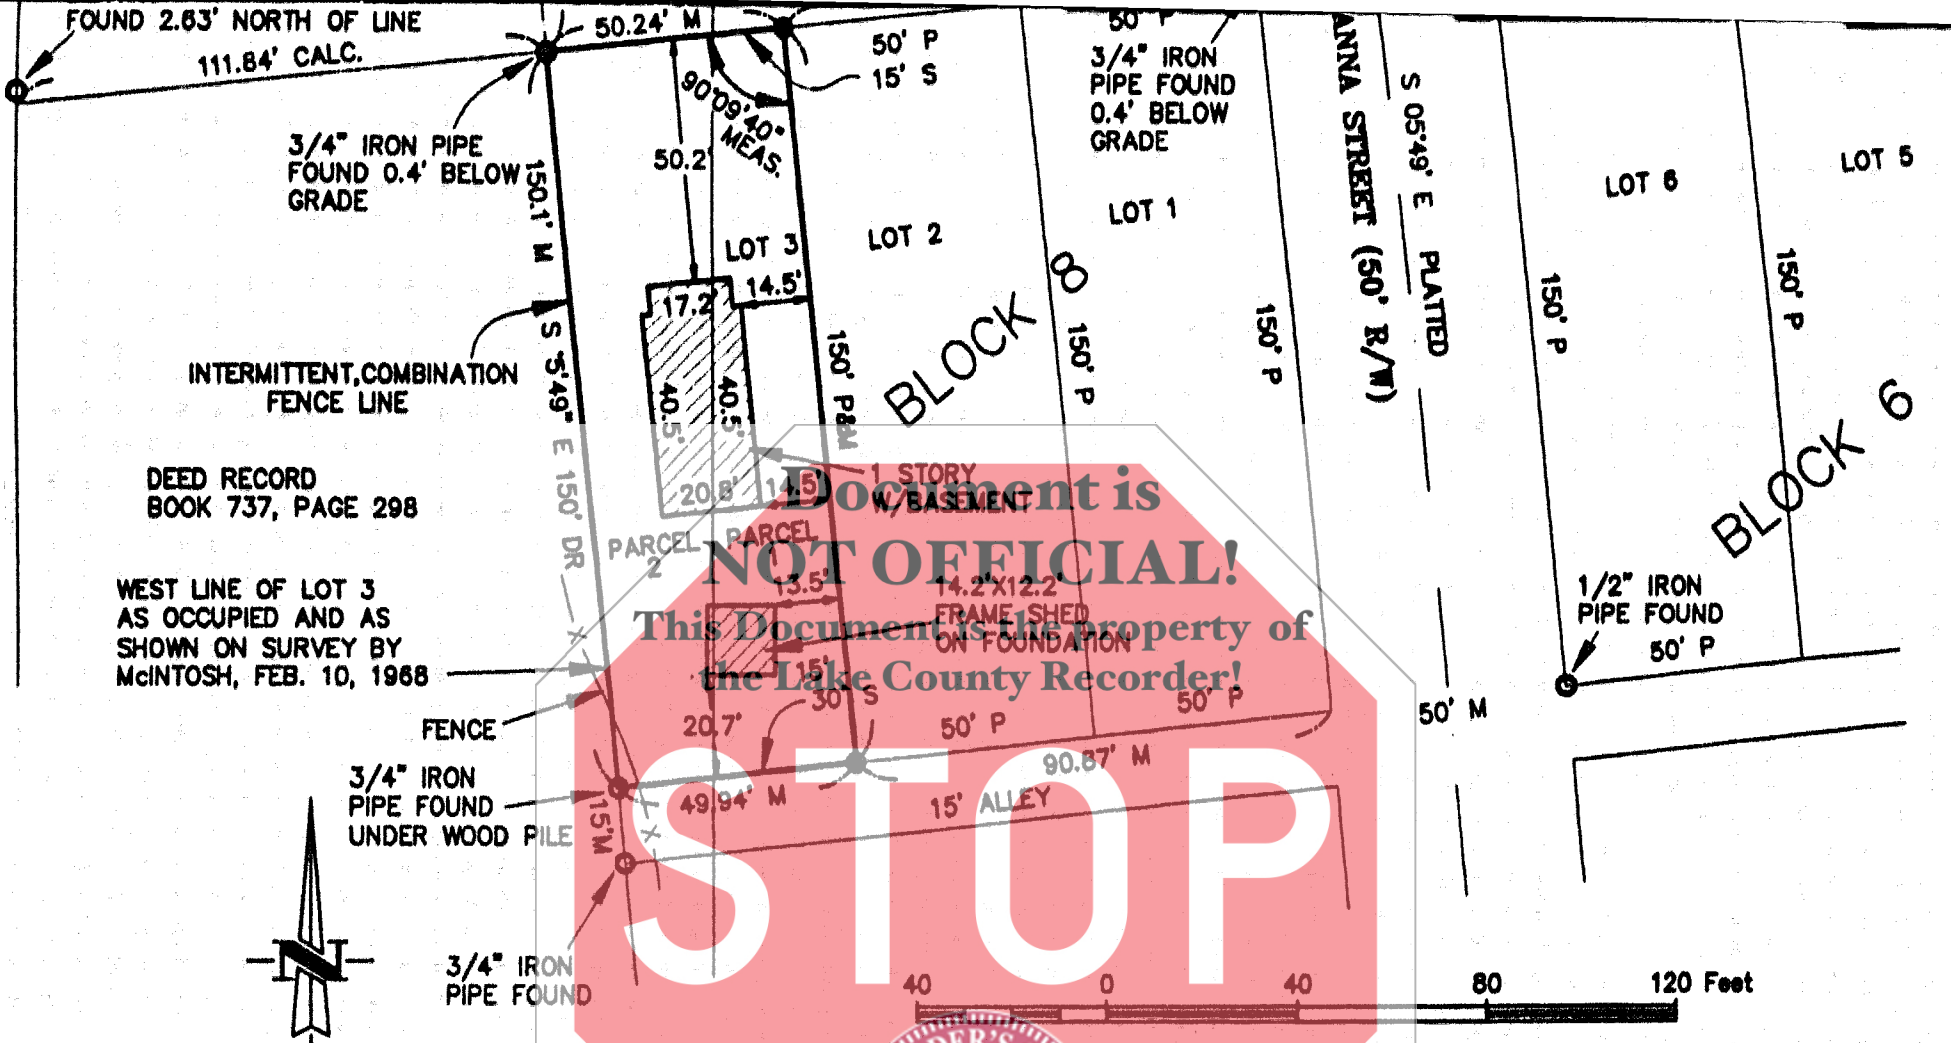 FOUND 2.63' NORTH OF LINE
111.84' CALC.
50.24' M
50' P
15' S
50' P
3/4" IRON
PIPE FOUND
0.4' BELOW
GRADE
ANNA STREET (50' R/W)
S 05°49' E PLATTED
LOT 6
LOT 5
3/4" IRON PIPE
FOUND 0.4' BELOW
GRADE
150.1' M
50.2'
90°09'40"
MEAS.
LOT 3
LOT 2
LOT 1
17.2'
14.5'
BLOCK 8
150' P
150' P
150' P
150' P
INTERMITTENT,COMBINATION
FENCE LINE
S 5°49" E 150' DR
40.5'
40.5'
150' P&M
BLOCK 6
DEED RECORD
BOOK 737, PAGE 298
20.8'
14.5'
1 STORY
W/BASEMENT
Document is
NOT OFFICIAL!
This Document is the property of
the Lake County Recorder!
PARCEL
2
PARCEL
1
13.5'
14.2'X12.2'
FRAME SHED
ON FOUNDATION
WEST LINE OF LOT 3
AS OCCUPIED AND AS
SHOWN ON SURVEY BY
McINTOSH, FEB. 10, 1968
X
15'
30' S
1/2" IRON
PIPE FOUND
50' P
FENCE
20.7'
50' P
50' P
50' M
3/4" IRON
PIPE FOUND
UNDER WOOD PILE
49.94' M
90.87' M
15' ALLEY
15'M
X
X
STOP
N
3/4" IRON
PIPE FOUND
40 0 40 80 120 Feet
DER'S